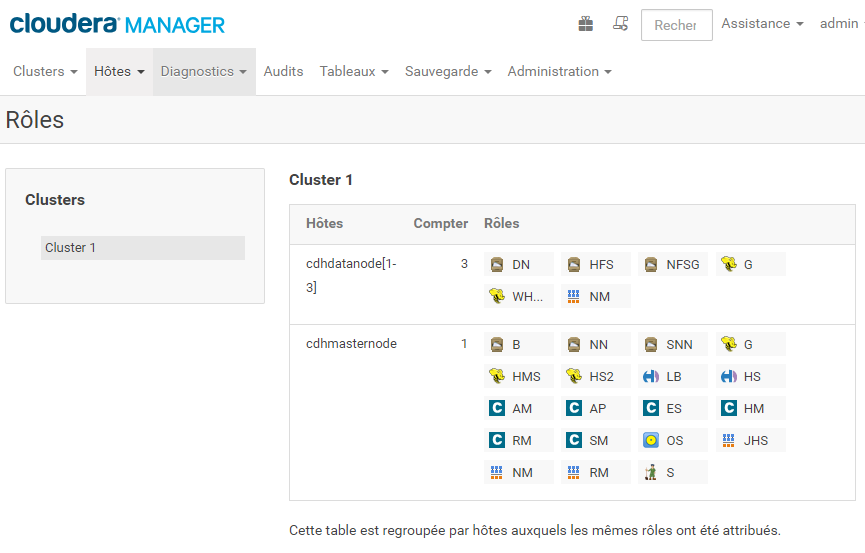 cloudera MANAGER
Recher
Assistance
admin
Clusters
Hôtes
Diagnostics
Audits
Tableaux
Sauvegarde
Administration
Rôles
Clusters
Cluster 1
Cluster 1
Hôtes Compter Rôles
cdhdatanode[1-
3]
3
DN HFS NFSG G
WH... NM
cdhmasternode 1 B NN SNN G
HMS HS2 LB HS
AM AP ES HM
RM SM OS JHS
NM RM S
Cette table est regroupée par hôtes auxquels les mêmes rôles ont été attribués.